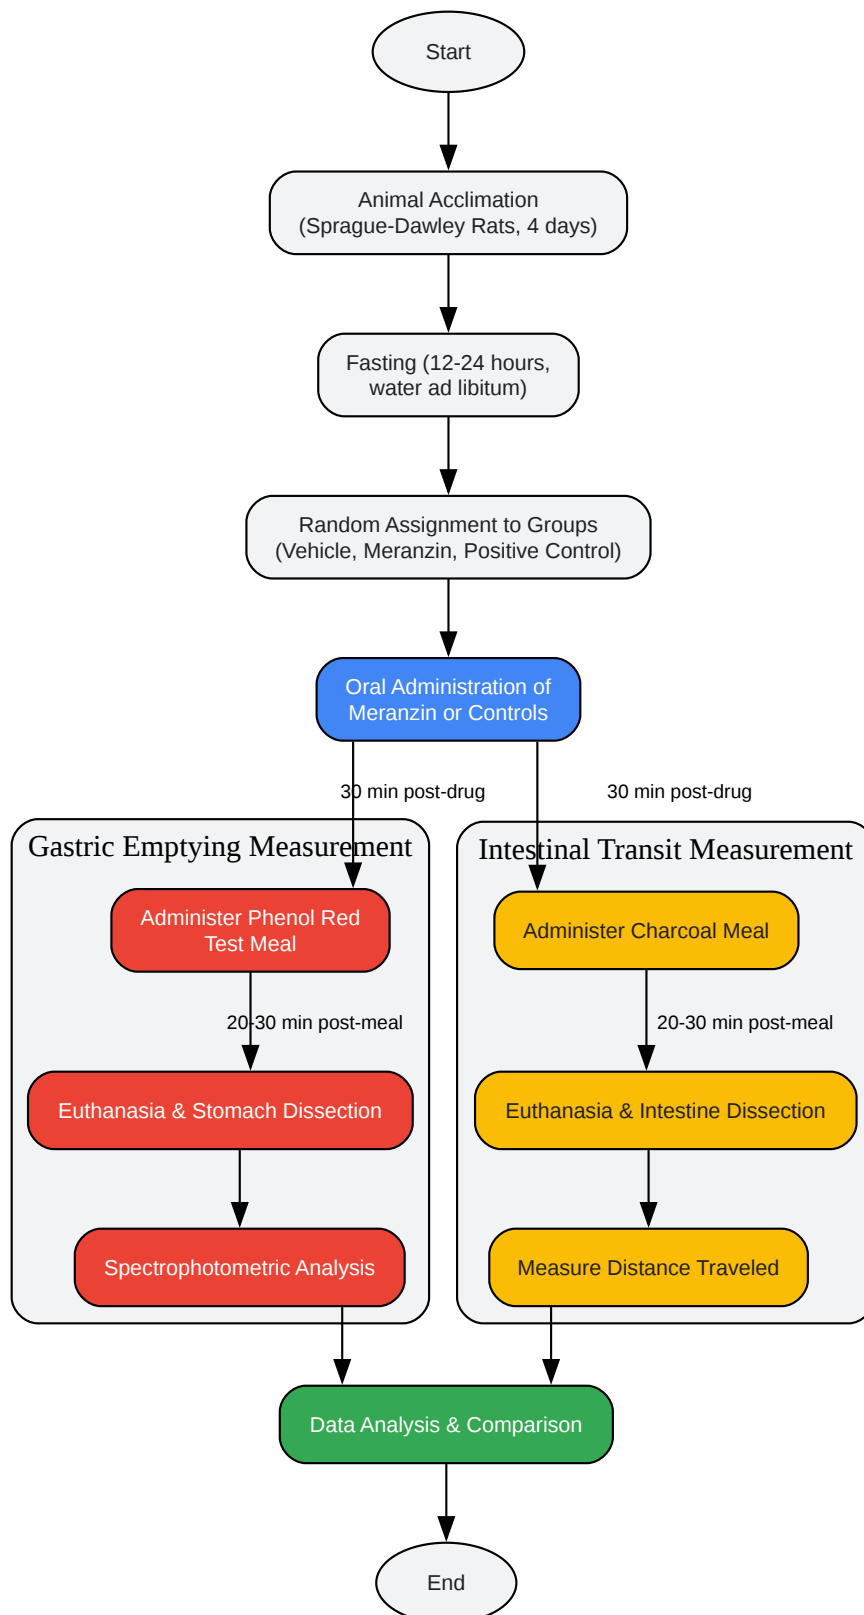 Start
Animal Acclimation
(Sprague-Dawley Rats, 4 days)
Fasting (12-24 hours,
water ad libitum)
Random Assignment to Groups
(Vehicle, Meranzin, Positive Control)
Oral Administration of
Meranzin or Controls
30 min post-drug
30 min post-drug
Gastric Emptying Measurement
Intestinal Transit Measurement
Administer Phenol Red
Test Meal
Administer Charcoal Meal
20-30 min post-meal
20-30 min post-meal
Euthanasia & Stomach Dissection
Euthanasia & Intestine Dissection
Spectrophotometric Analysis
Measure Distance Traveled
Data Analysis & Comparison
End